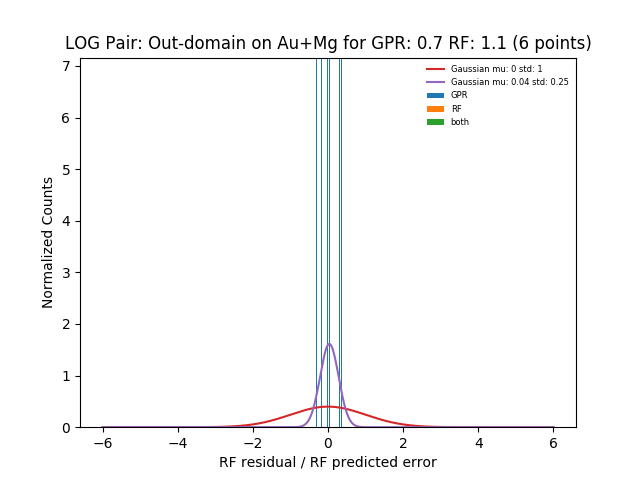 LOG Pair: Out-domain on Au+Mg for GPR: 0.7 RF: 1.1 (6 points)
Gaussian mu: 0 std: 1
Gaussian mu: 0.04 std: 0.25
GPR
RF
both
Normalized Counts
7
6
5
4
3
2
1
0
−6 −4 −2 0 2 4 6
RF residual / RF predicted error